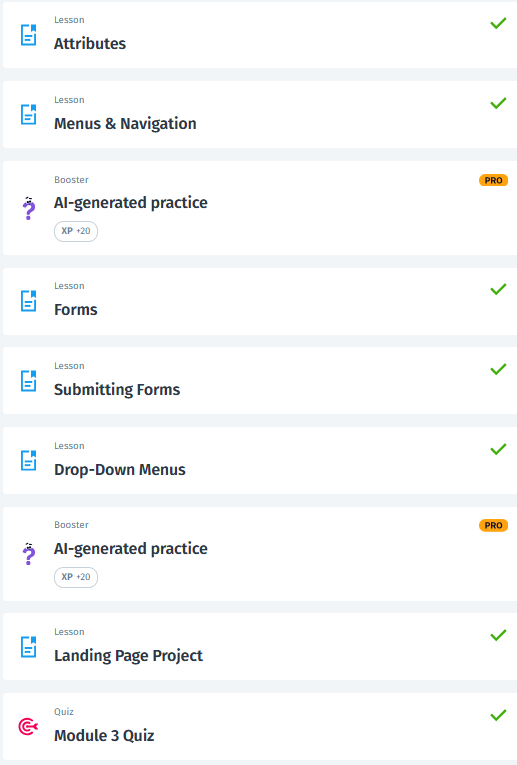 Lesson
Attributes
Lesson
Menus & Navigation
Booster
PRO
AI-generated practice
XP +20
Lesson
Forms
Lesson
Submitting Forms
Lesson
Drop-Down Menus
Booster
PRO
AI-generated practice
XP +20
Lesson
Landing Page Project
Quiz
Module 3 Quiz